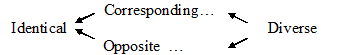 Corresponding…
Identical
Diverse
Opposite …